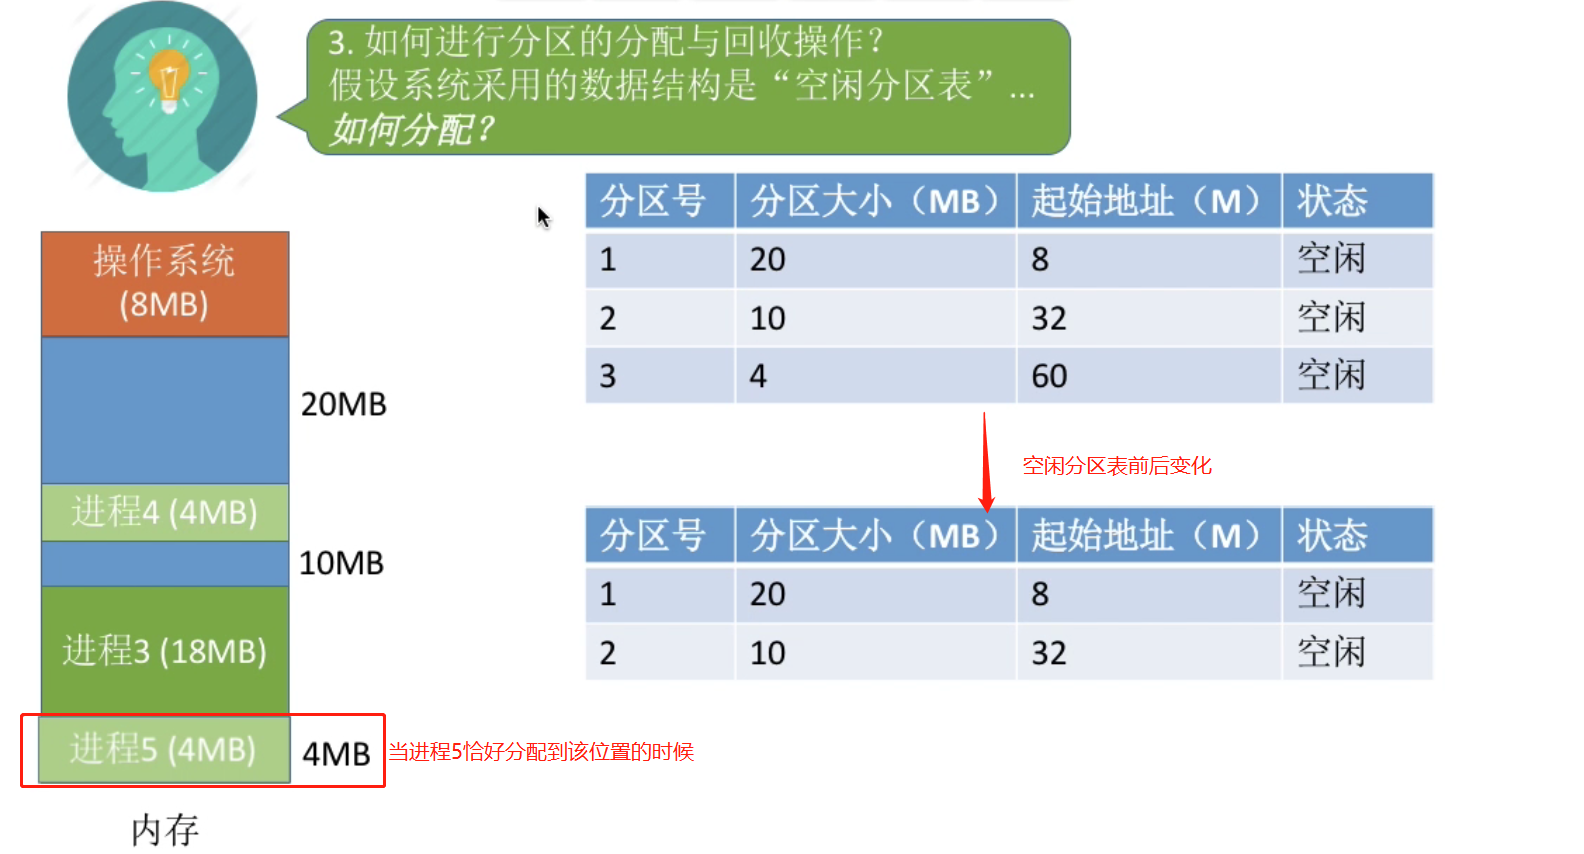 3. 如何进行分区的分配与回收操作？
假设系统采用的数据结构是“空闲分区表”...
如何分配？
分区号 分区大小（MB） 起始地址（M） 状态
1 20 8 空闲
2 10 32 空闲
3 4 60 空闲
空闲分区表前后变化
分区号 分区大小（MB） 起始地址（M） 状态
1 20 8 空闲
2 10 32 空闲
操作系统
(8MB)
20MB
进程4 (4MB)
10MB
进程3 (18MB)
进程5 (4MB) 4MB
当进程5恰好分配到该位置的时候
内存